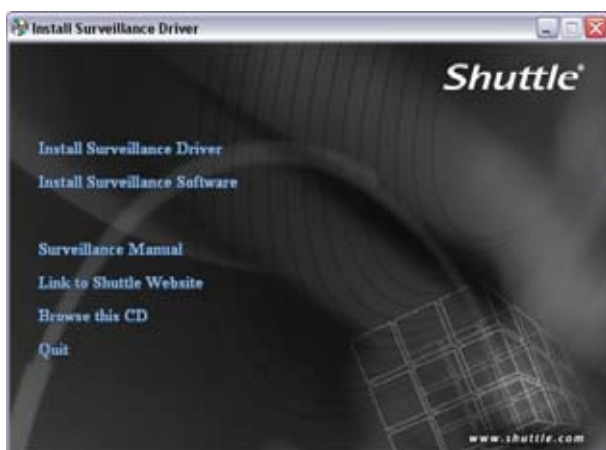 Install Surveillance Driver
Shuttle®
Install Surveillance Driver
Install Surveillance Software
Surveillance Manual
Link to Shuttle Website
Browse this CD
Quit
www.shuttle.com